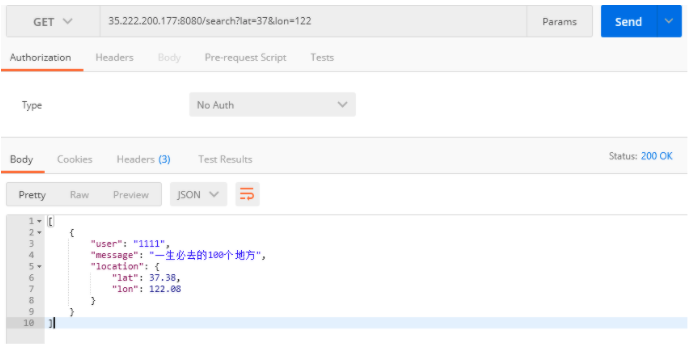 GET 35.222.200.177:8080/search?lat=37&lon=122 Params Send
Authorization Headers Body Pre-request Script Tests
Type No Auth
Body Cookies Headers (3) Test Results Status: 200 OK
Pretty Raw Preview JSON
1 [
2 {
3 "user": "1111",
4 "message": "一生必去的100个地方",
5 "location": {
6 "lat": 37.38,
7 "lon": 122.08
8 }
9 }
10 ]